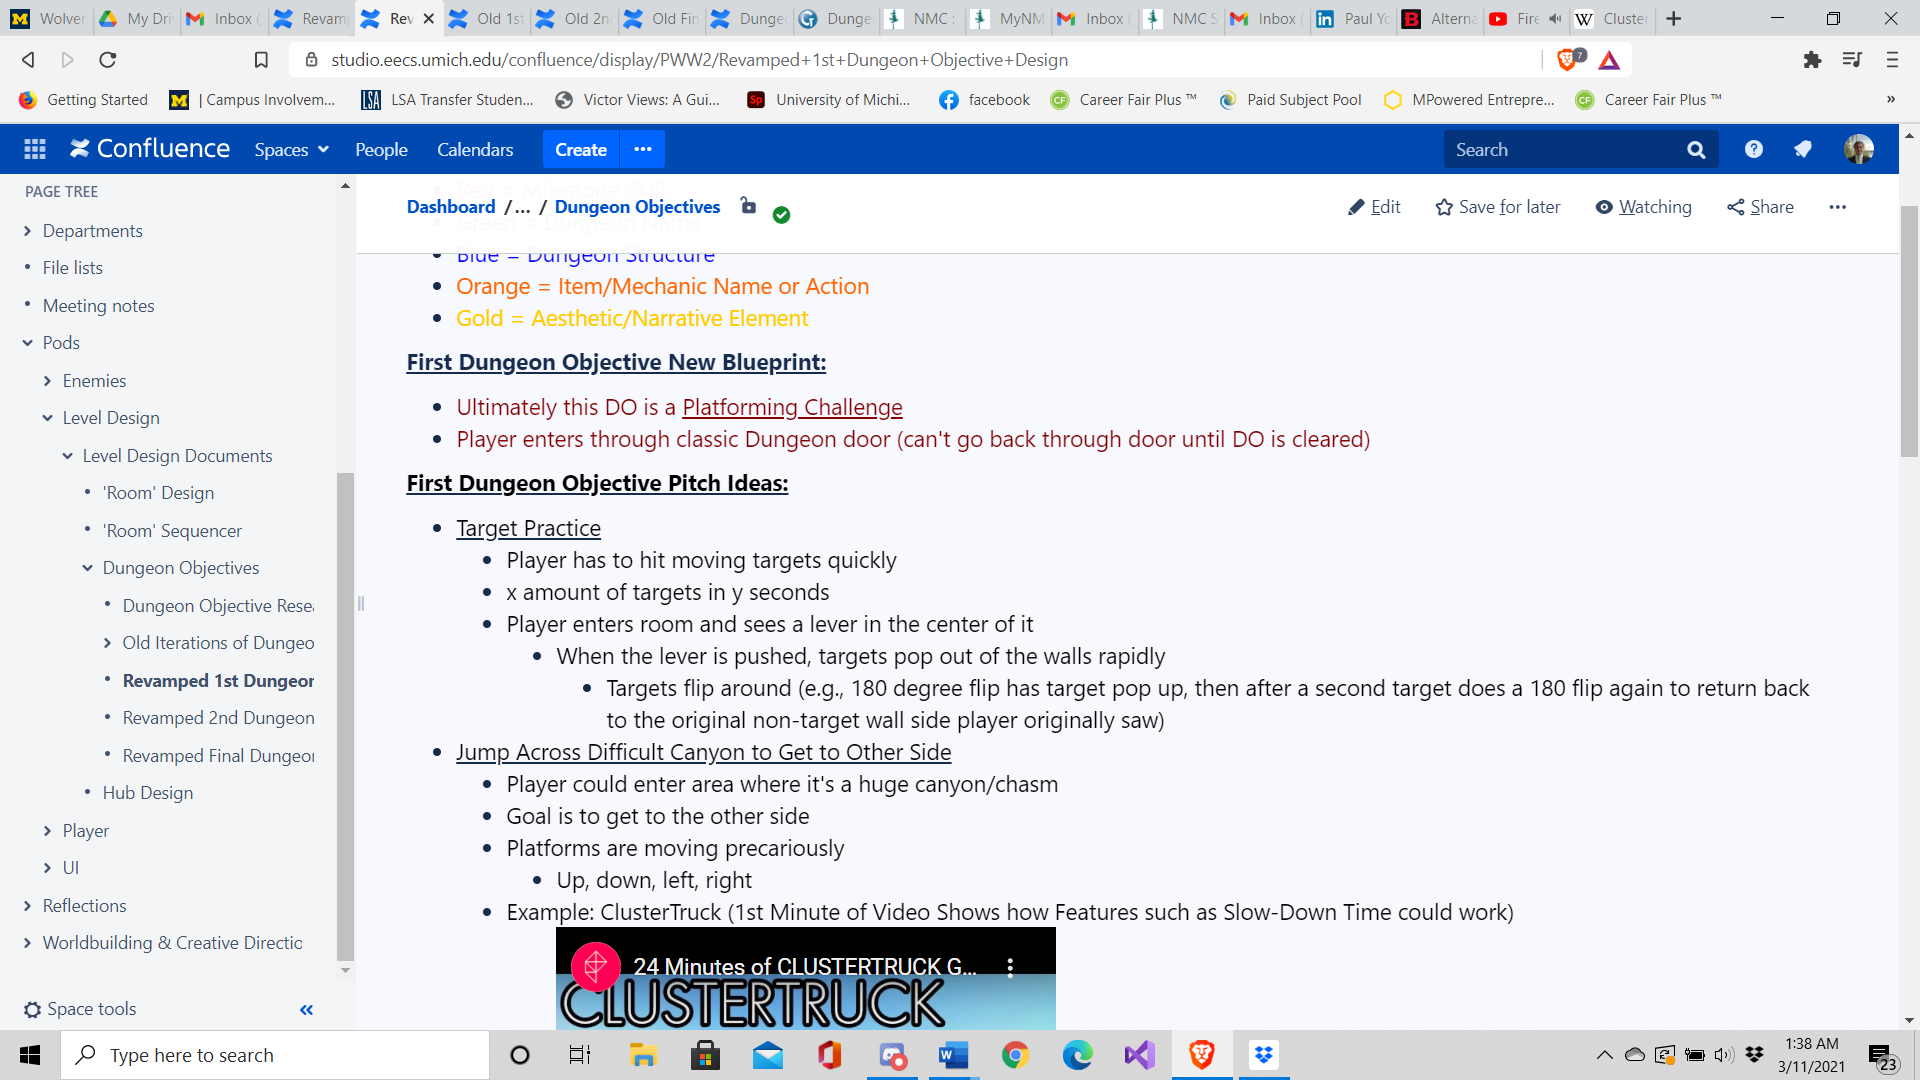 Wolver
My Dri
Inbox (
Revam
Rev
Old 1st
Old 2n
Old Fin
Dunge
Dunge
NMC :
MyNM
Inbox (
NMC S
Inbox (
Paul Yo
Alterna
Fire
Cluster
studio.eecs.umich.edu/confluence/display/PWW2/Revamped+1st+Dungeon+Objective+Design
7
Getting Started
| Campus Involvem...
LSA Transfer Studen...
Victor Views: A Gui...
University of Michi...
facebook
Career Fair Plus ™
Paid Subject Pool
MPowered Entrepre...
Career Fair Plus ™
»
Confluence
Spaces
People
Calendars
Create
...
Search
PAGE TREE
Departments
File lists
Meeting notes
Pods
Enemies
Level Design
Level Design Documents
'Room' Design
'Room' Sequencer
Dungeon Objectives
Dungeon Objective Rese
Old Iterations of Dungeo
Revamped 1st Dungeor
Revamped 2nd Dungeon
Revamped Final Dungeor
Hub Design
Player
UI
Reflections
Worldbuilding & Creative Directic
Space tools
«
Red = Milestone Skill
Dashboard /... / Dungeon Objectives
Edit
Save for later
Watching
Share
...
Green = Dungeon Name
Blue = Dungeon Structure
Orange = Item/Mechanic Name or Action
Gold = Aesthetic/Narrative Element
First Dungeon Objective New Blueprint:
Ultimately this DO is a Platforming Challenge
Player enters through classic Dungeon door (can't go back through door until DO is cleared)
First Dungeon Objective Pitch Ideas:
Target Practice
Player has to hit moving targets quickly
x amount of targets in y seconds
Player enters room and sees a lever in the center of it
When the lever is pushed, targets pop out of the walls rapidly
Targets flip around (e.g., 180 degree flip has target pop up, then after a second target does a 180 flip again to return back
to the original non-target wall side player originally saw)
Jump Across Difficult Canyon to Get to Other Side
Player could enter area where it's a huge canyon/chasm
Goal is to get to the other side
Platforms are moving precariously
Up, down, left, right
Example: ClusterTruck (1st Minute of Video Shows how Features such as Slow-Down Time could work)
24 Minutes of CLUSTERTRUCK G...
CLUSTERTRUCK
Type here to search
1:38 AM
3/11/2021
23